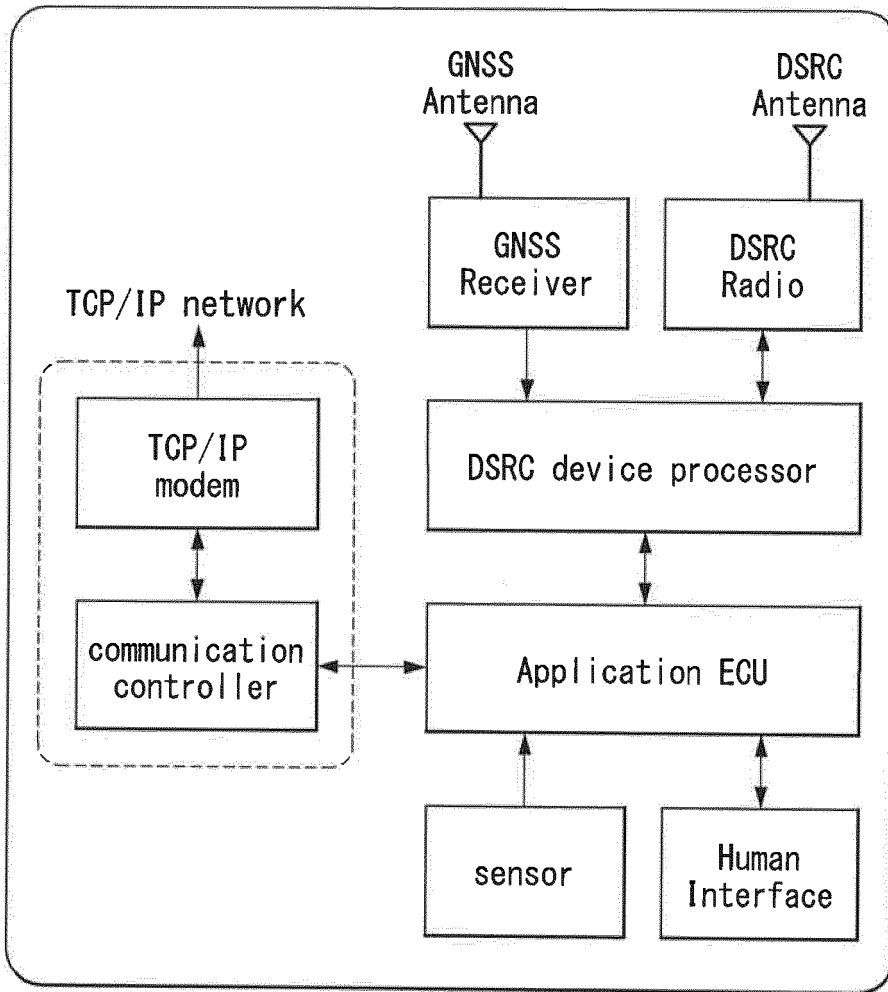 GNSS
Antenna
DSRC
Antenna
GNSS
Receiver
DSRC
Radio
TCP/IP network
TCP/IP
modem
DSRC device processor
communication
controller
Application ECU
sensor
Human
Interface